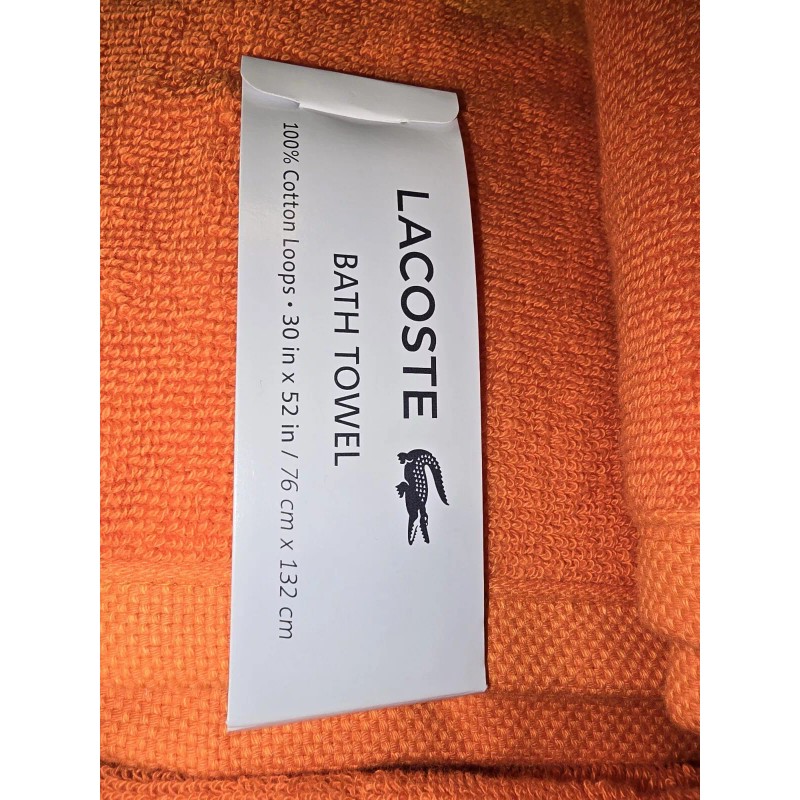 LACOSTE
BATH TOWEL
100% Cotton Loops • 30 in x 52 in / 76 cm x 132 cm